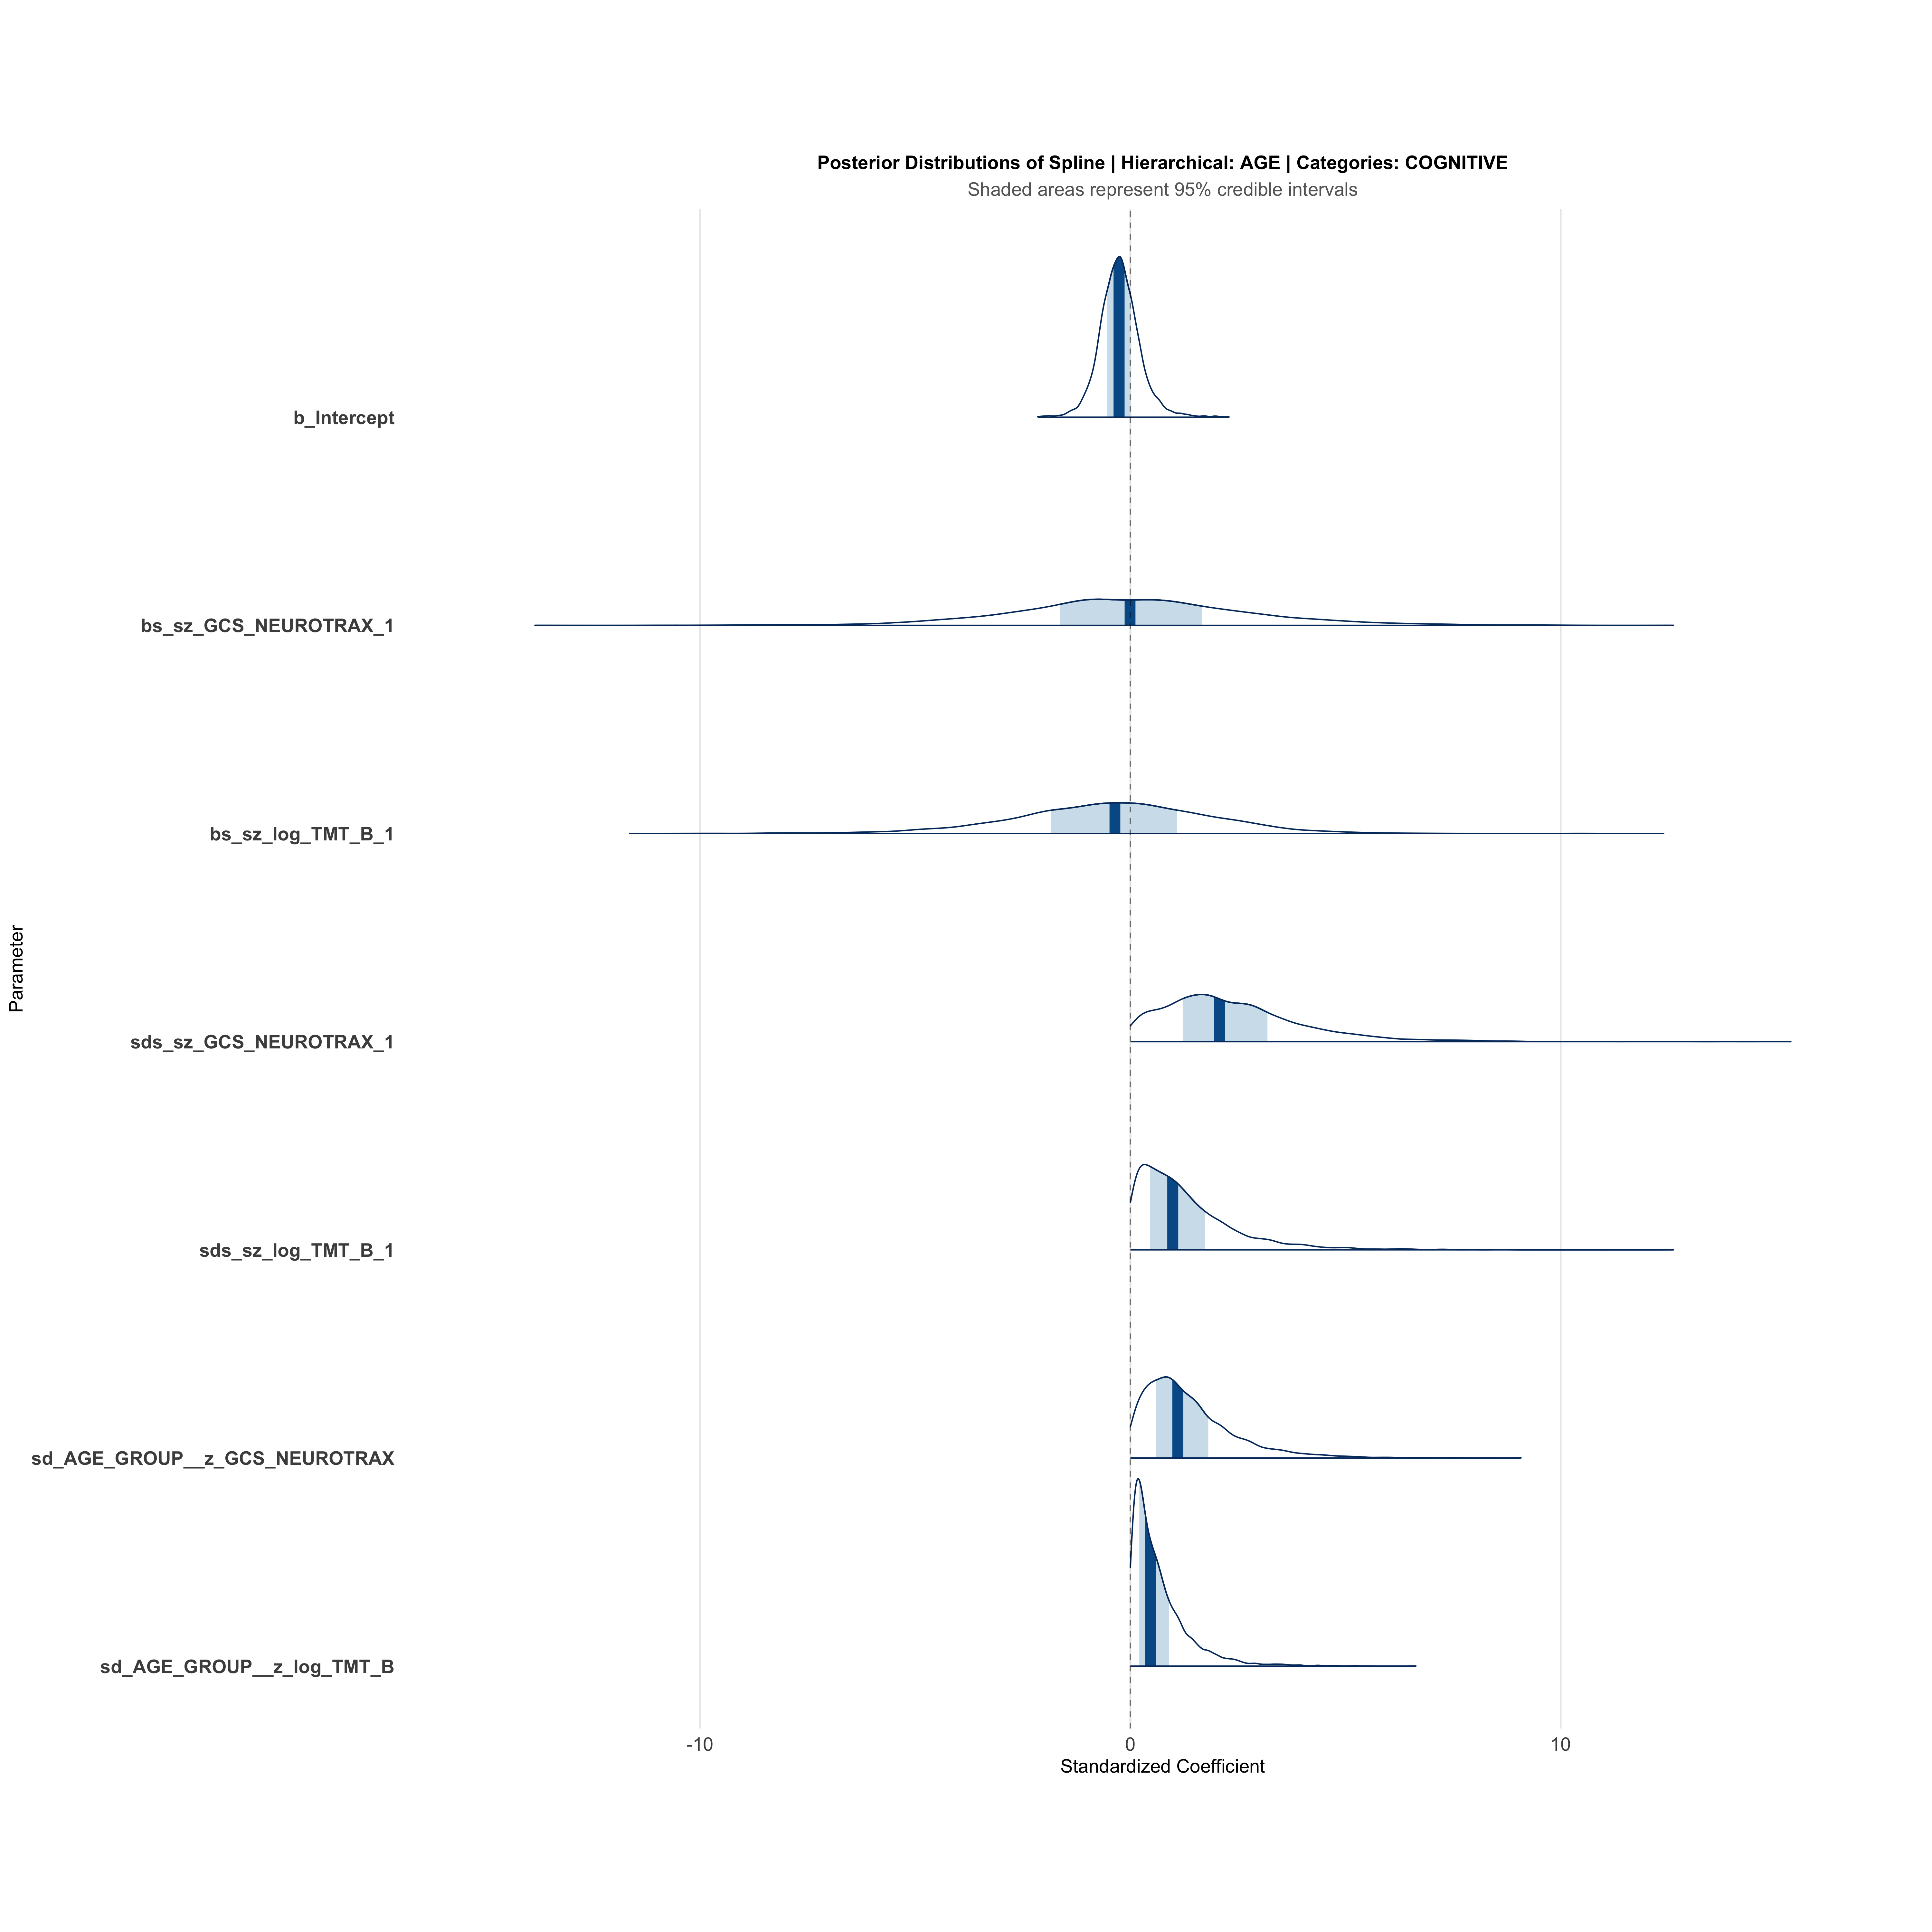 Posterior Distributions of Spline | Hierarchical: AGE | Categories: COGNITIVE
Shaded areas represent 95% credible intervals
b_Intercept
bs_sz_GCS_NEUROTRAX_1
bs_sz_log_TMT_B_1
Parameter
sds_sz_GCS_NEUROTRAX_1
sds_sz_log_TMT_B_1
sd_AGE_GROUP__z_GCS_NEUROTRAX
sd_AGE_GROUP__z_log_TMT_B
-10 0 10
Standardized Coefficient